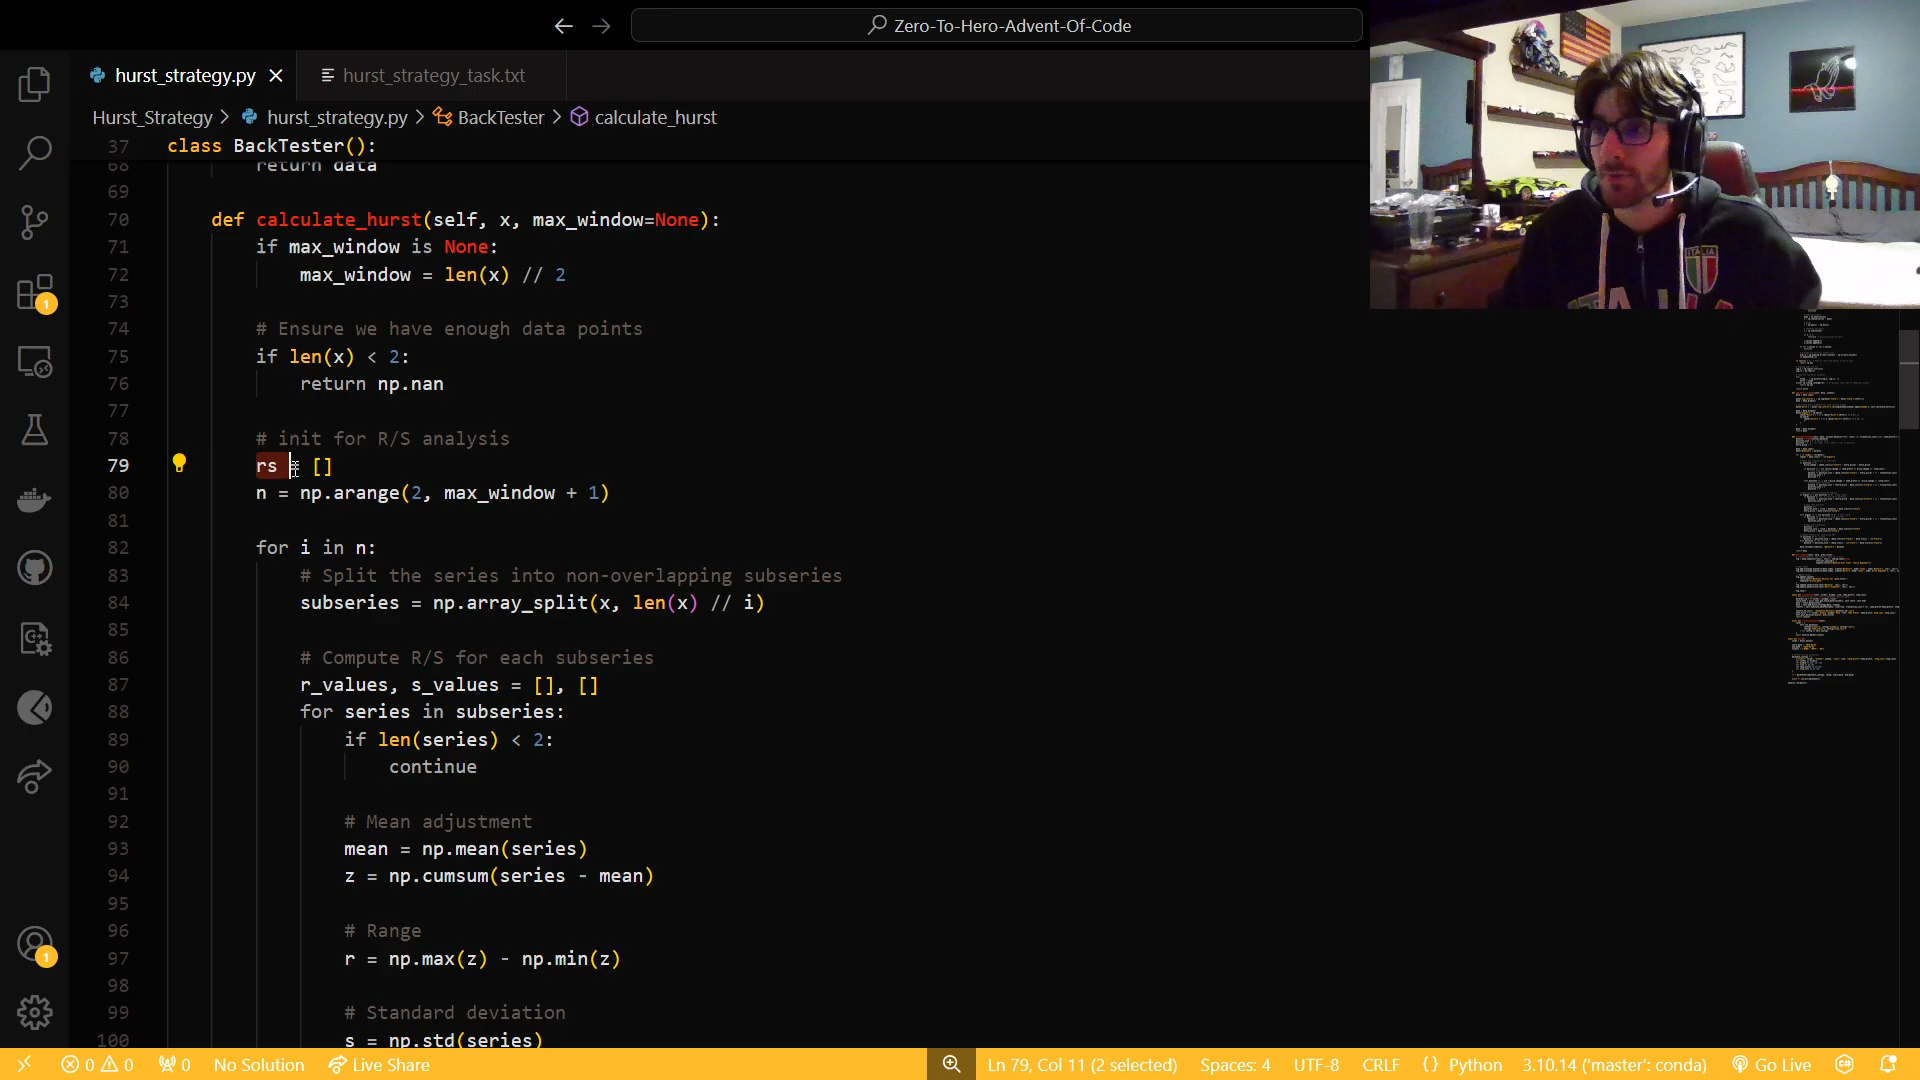 Zero-To-Hero-Advent-Of-Code
hurst_strategy.py
hurst_strategy_task.txt
Hurst_Strategy > hurst_strategy.py > BackTester > calculate_hurst
37 class BackTester():
68 return data
69
70 def calculate_hurst(self, x, max_window=None):
71 if max_window is None:
72 max_window = len(x) // 2
73
74 # Ensure we have enough data points
75 if len(x) < 2:
76 return np.nan
77
78 # init for R/S analysis
79 rs = []
80 n = np.arange(2, max_window + 1)
81
82 for i in n:
83 # Split the series into non-overlapping subseries
84 subseries = np.array_split(x, len(x) // i)
85
86 # Compute R/S for each subseries
87 r_values, s_values = [], []
88 for series in subseries:
89 if len(series) < 2:
90 continue
91
92 # Mean adjustment
93 mean = np.mean(series)
94 z = np.cumsum(series - mean)
95
96 # Range
97 r = np.max(z) - np.min(z)
98
99 # Standard deviation
100 s = np.std(series)
ITALIA
1
1
0 0 0 No Solution Live Share Ln 79, Col 11 (2 selected) Spaces: 4 UTF-8 CRLF {} Python 3.10.14 ('master': conda) Go Live